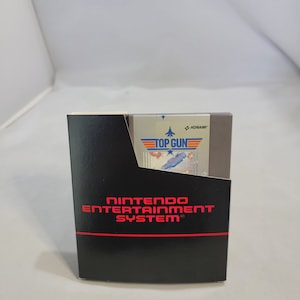 KONAMI
TOP GUN
NINTENDO
ENTERTAINMENT
SYSTEM®